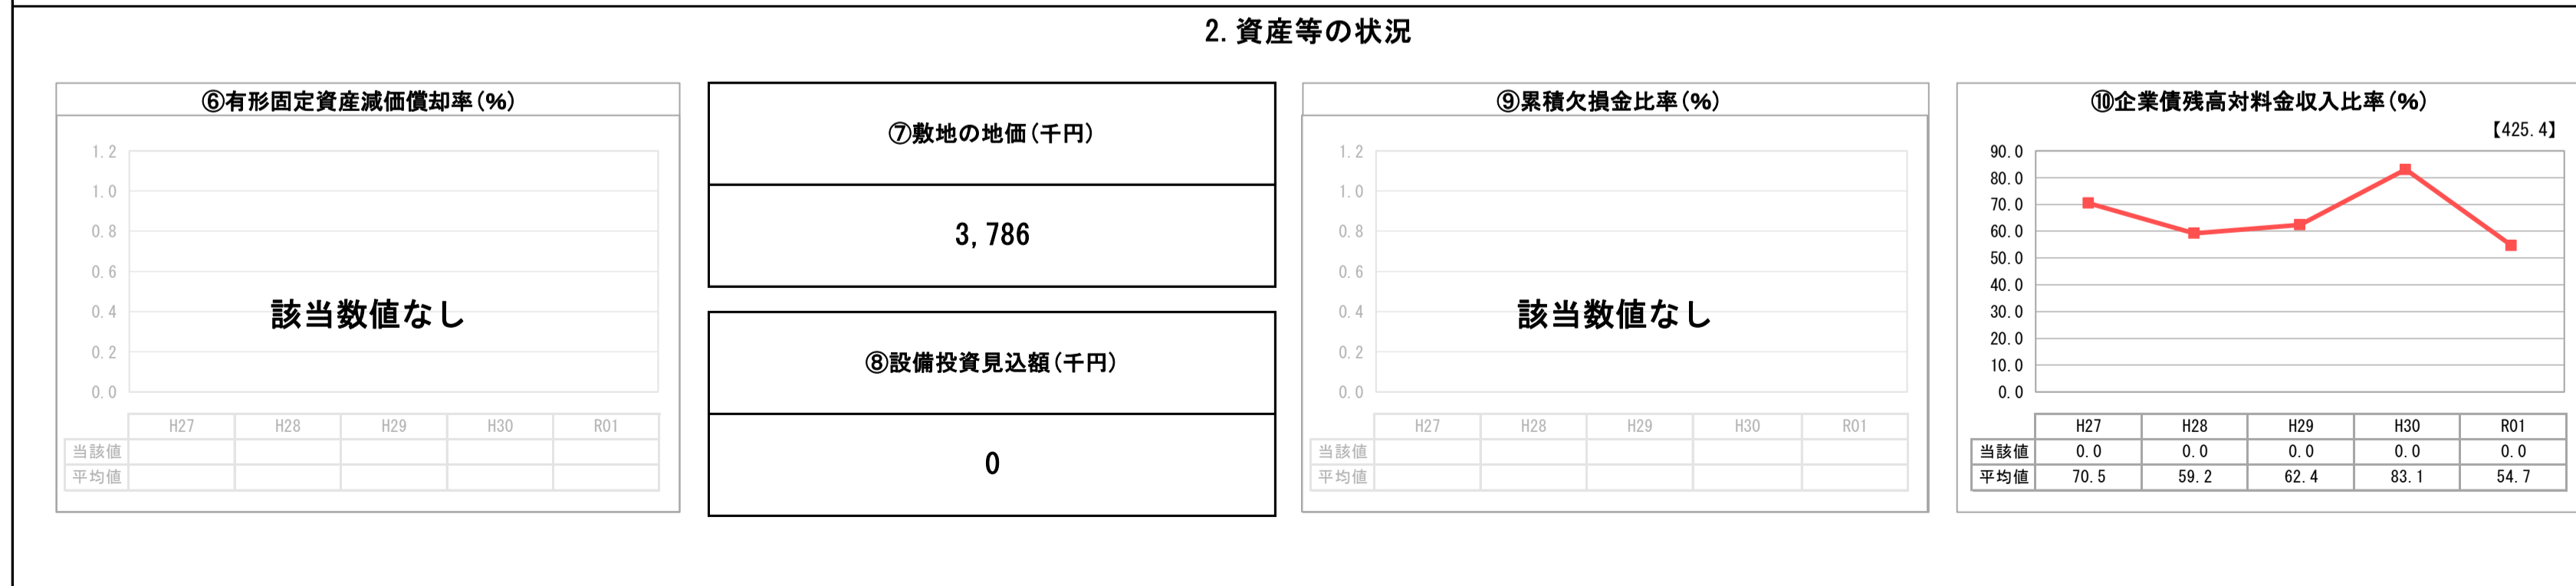 2. 資産等の状況
⑥有形固定資産減価償却率(%)
1.2
1.0
0.8
0.6
0.4
0.2
0.0
該当数値なし
H27 H28 H29 H30 R01
当該値
平均値
⑦敷地の地価(千円)
3,786
⑧設備投資見込額(千円)
0
⑨累積欠損金比率(%)
1.2
1.0
0.8
0.6
0.4
0.2
0.0
該当数値なし
H27 H28 H29 H30 R01
当該値
平均値
⑩企業債残高対料金収入比率(%)
【425.4】
90.0
80.0
70.0
60.0
50.0
40.0
30.0
20.0
10.0
0.0
H27 H28 H29 H30 R01
当該値 0.0 0.0 0.0 0.0 0.0
平均値 70.5 59.2 62.4 83.1 54.7